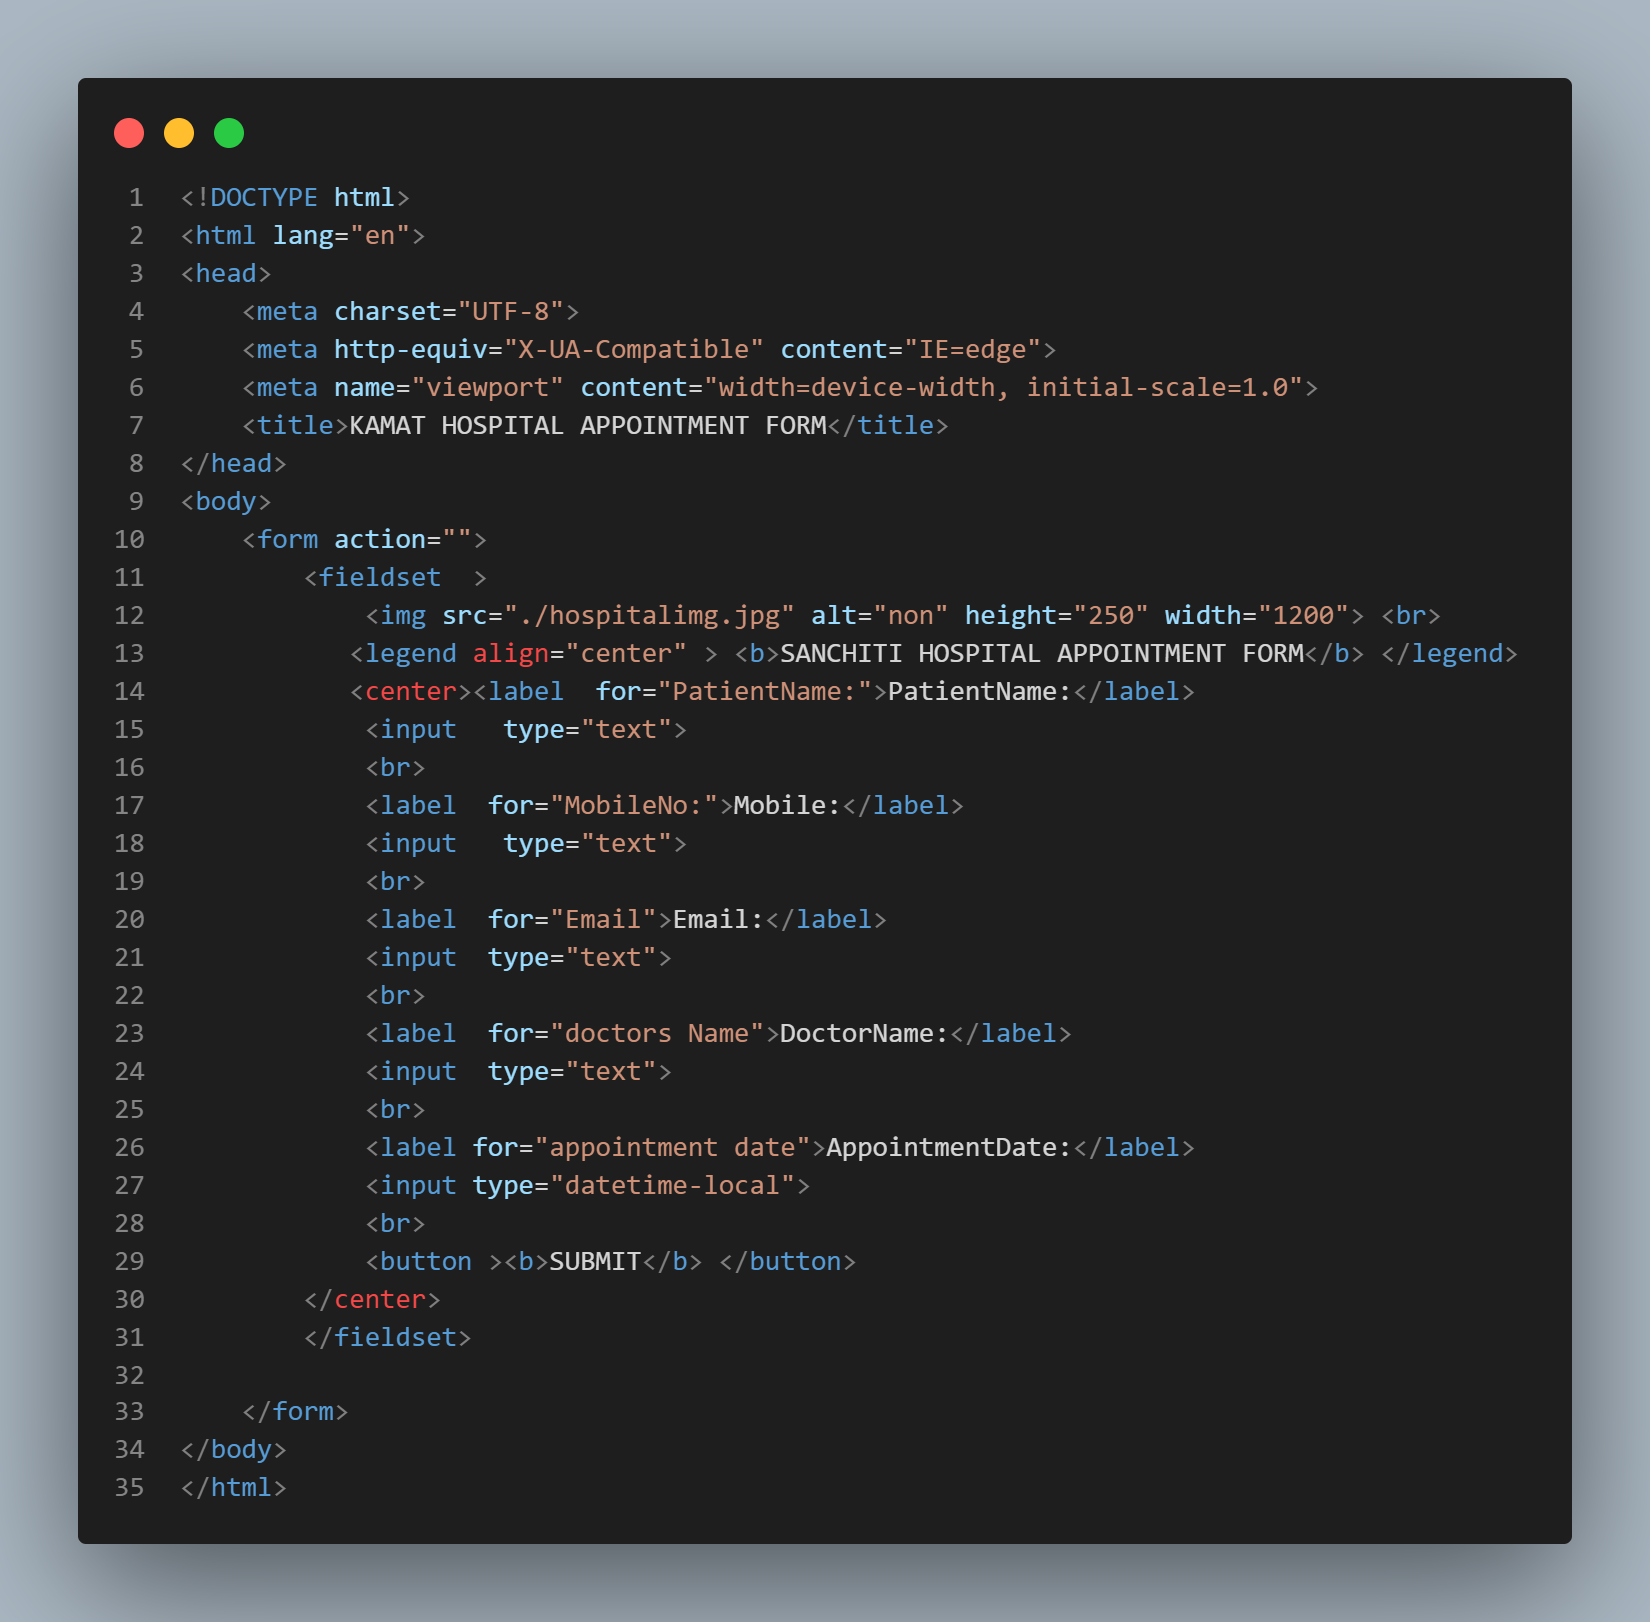 1 <!DOCTYPE html>
2 <html lang="en">
3 <head>
4     <meta charset="UTF-8">
5     <meta http-equiv="X-UA-Compatible" content="IE=edge">
6     <meta name="viewport" content="width=device-width, initial-scale=1.0">
7     <title>KAMAT HOSPITAL APPOINTMENT FORM</title>
8 </head>
9 <body>
10     <form action="">
11         <fieldset  >
12             <img src="./hospitalimg.jpg" alt="non" height="250" width="1200"> <br>
13            <legend align="center" > <b>SANCHITI HOSPITAL APPOINTMENT FORM</b> </legend>
14            <center><label  for="PatientName:">PatientName:</label>
15             <input   type="text">
16             <br>
17             <label  for="MobileNo:">Mobile:</label>
18             <input   type="text">
19             <br>
20             <label  for="Email">Email:</label>
21             <input  type="text">
22             <br>
23             <label  for="doctors Name">DoctorName:</label>
24             <input  type="text">
25             <br>
26             <label for="appointment date">AppointmentDate:</label>
27             <input type="datetime-local">
28             <br>
29             <button ><b>SUBMIT</b> </button>
30         </center>
31         </fieldset>
32
33     </form>
34 </body>
35 </html>